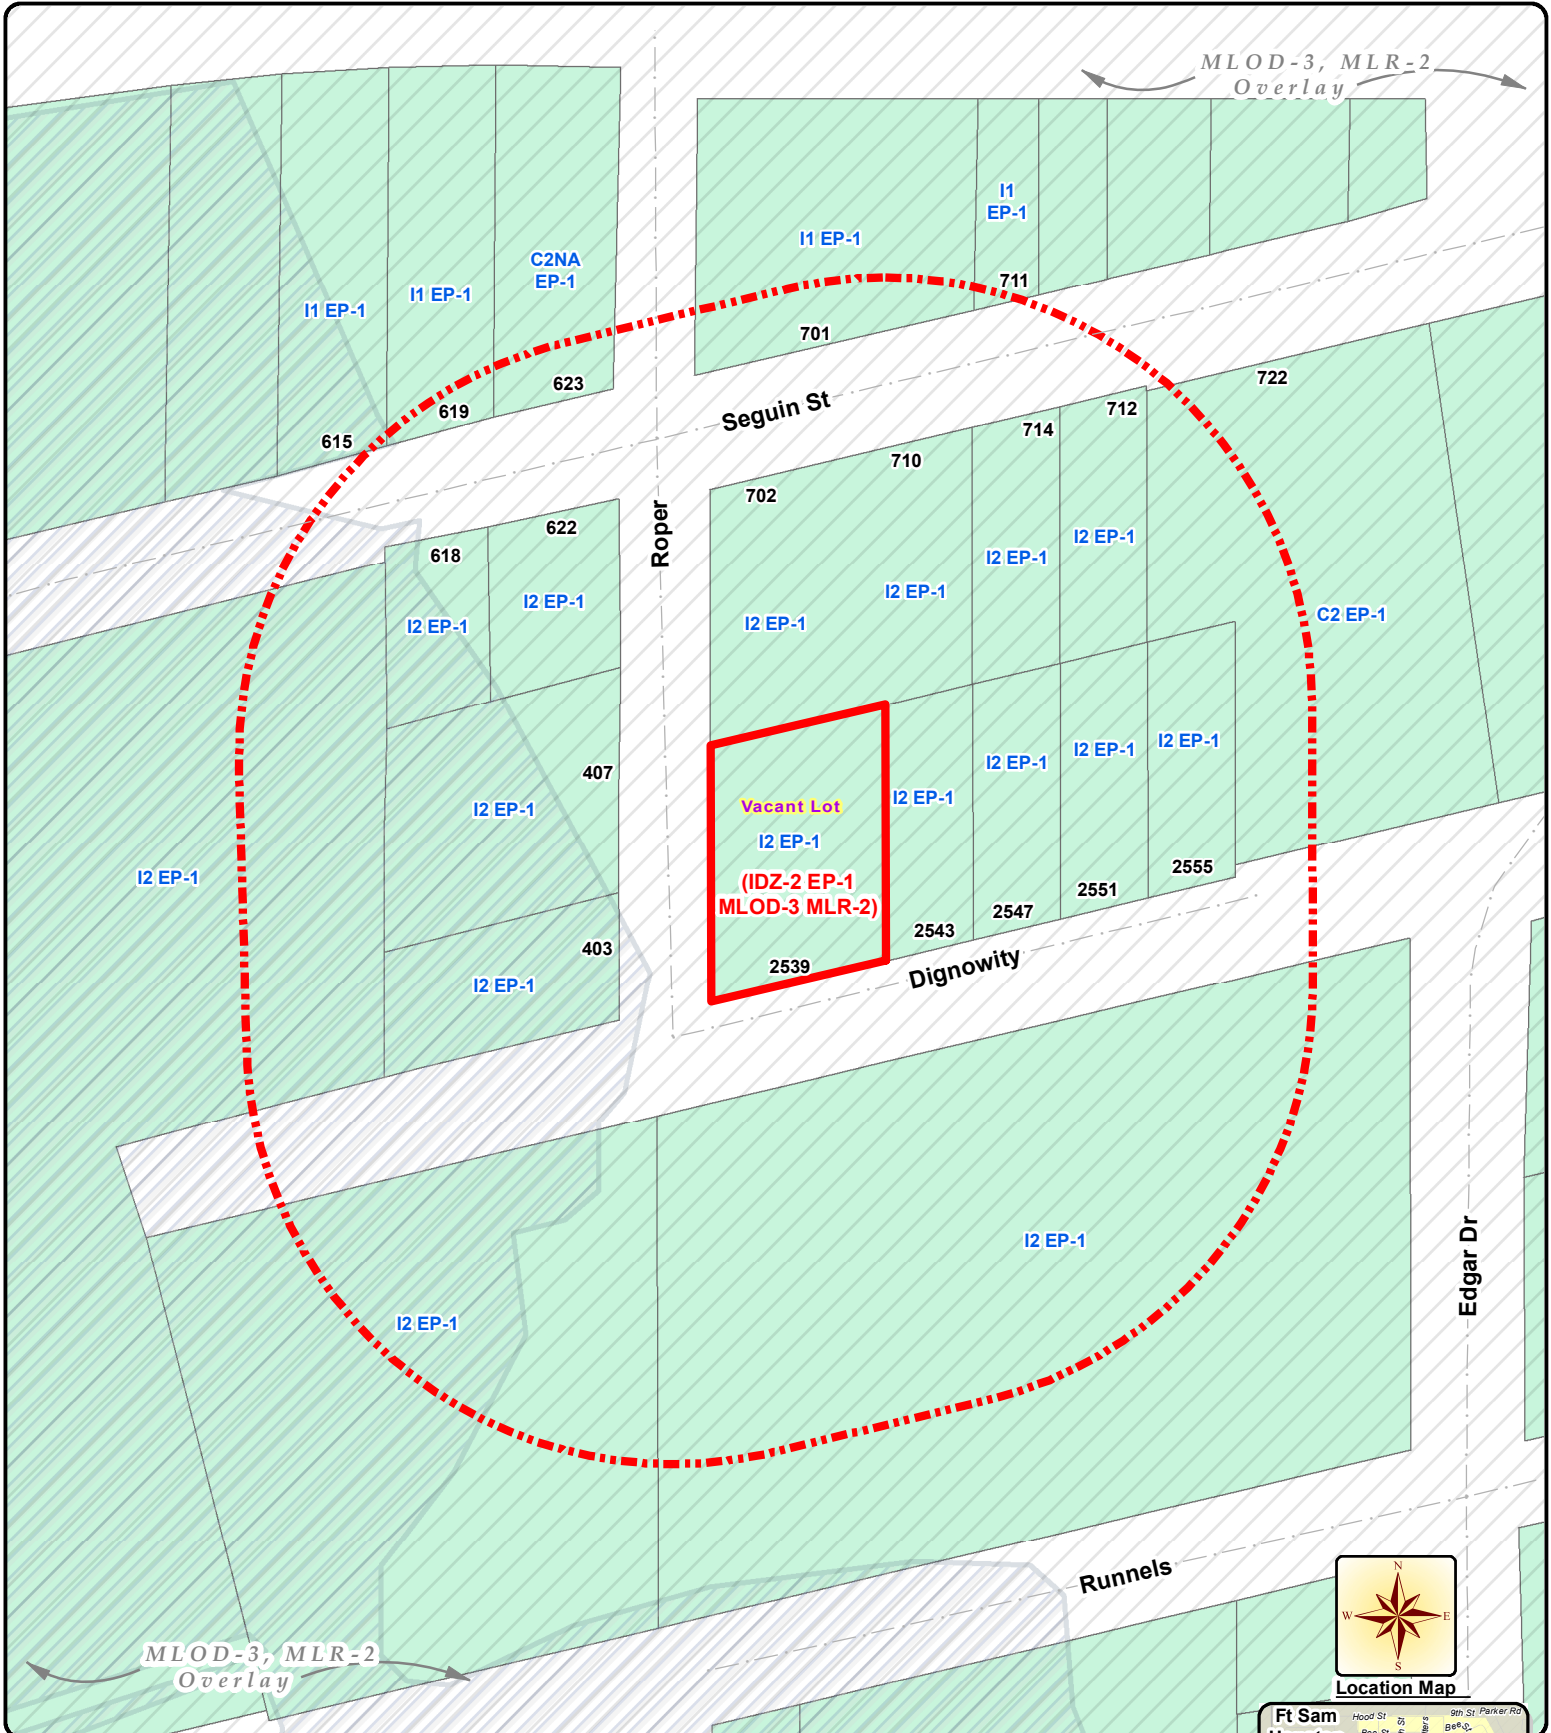 MLOD-3, MLR-2
Overlay
I1
EP-1
I1 EP-1
C2NA
EP-1
I1 EP-1
I1 EP-1
711
701
623
619
615
722
Seguin St
712
714
710
702
Roper
622
618
I2 EP-1
I2 EP-1
I2 EP-1
I2 EP-1
I2 EP-1
I2 EP-1
C2 EP-1
I2 EP-1
I2 EP-1
I2 EP-1
I2 EP-1
407
Vacant Lot
I2 EP-1
(IDZ-2 EP-1
MLOD-3 MLR-2)
2539
I2 EP-1
I2 EP-1
2555
2551
2547
2543
403
I2 EP-1
Dignowity
I2 EP-1
Edgar Dr
I2 EP-1
Runnels
MLOD-3, MLR-2
Overlay
N
W
E
S
Location Map
Ft Sam
Hood St
9th St
Parker Rd